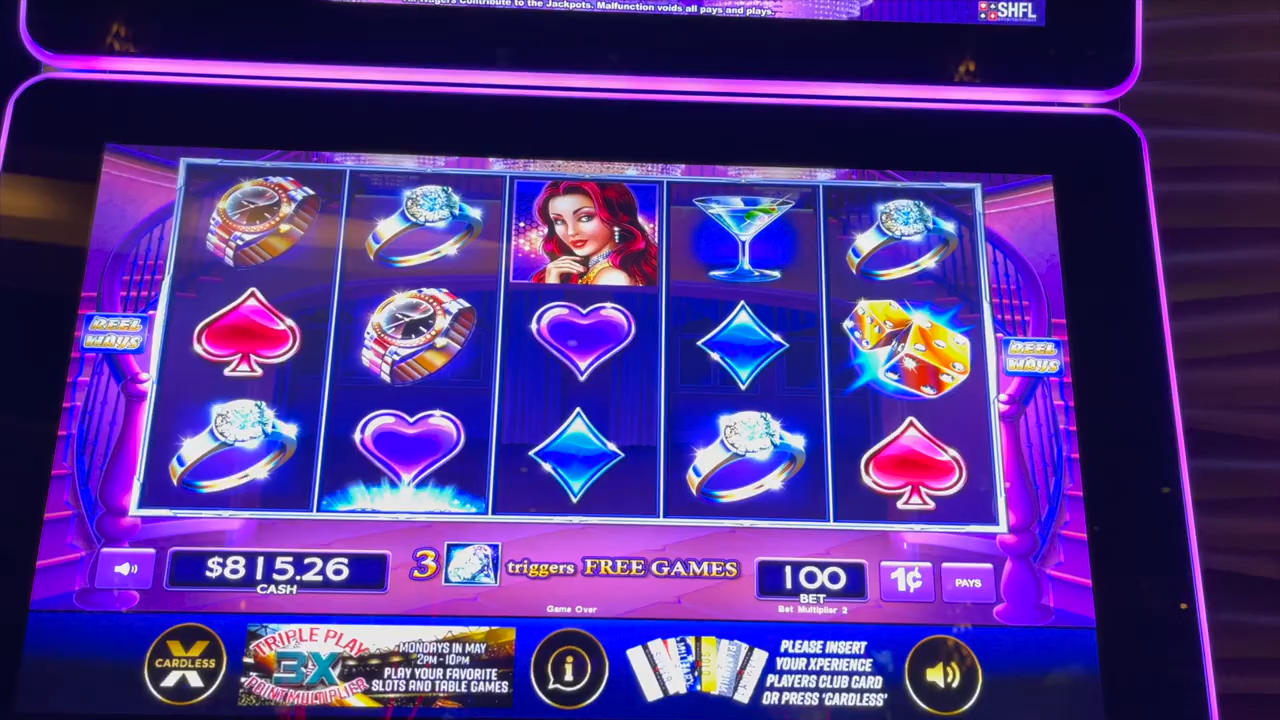 All Wagers Contribute to the Jackpots. Malfunction voids all pays and plays.
SHFL
entertainment
REEL
WAYS
REEL
WAYS
$815.26
CASH
3 triggers FREE GAMES
Game Over
100
BET
Bet Multiplier 2
1¢
PAYS
X
CARDLESS
TRIPLE PLAY
3X
POINT MULTIPLIER
MONDAYS IN MAY
2PM - 10PM
PLAY YOUR FAVORITE
SLOTS AND TABLE GAMES
i
PLEASE INSERT
YOUR XPERIENCE
PLAYERS CLUB CARD
OR PRESS 'CARDLESS'